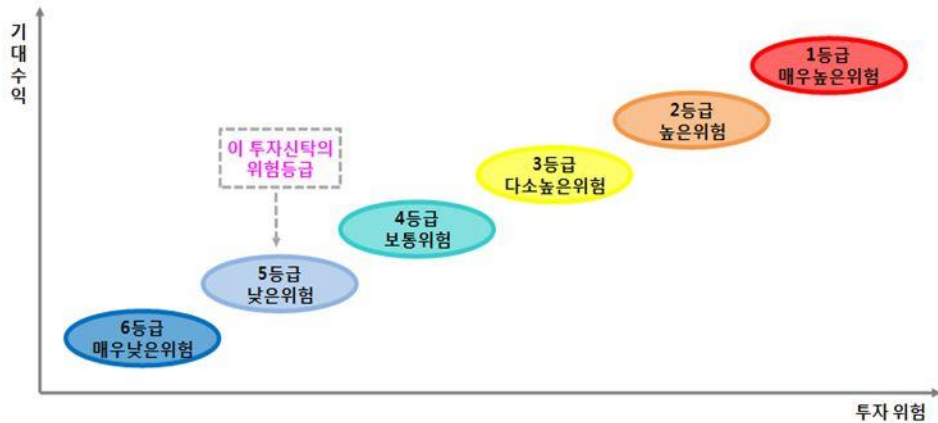 기
대
수
익
1등급
매우높은위험
2등급
높은위험
이 투자신탁의
위험등급
3등급
다소높은위험
4등급
보통위험
5등급
낮은위험
6등급
매우낮은위험
투자 위험